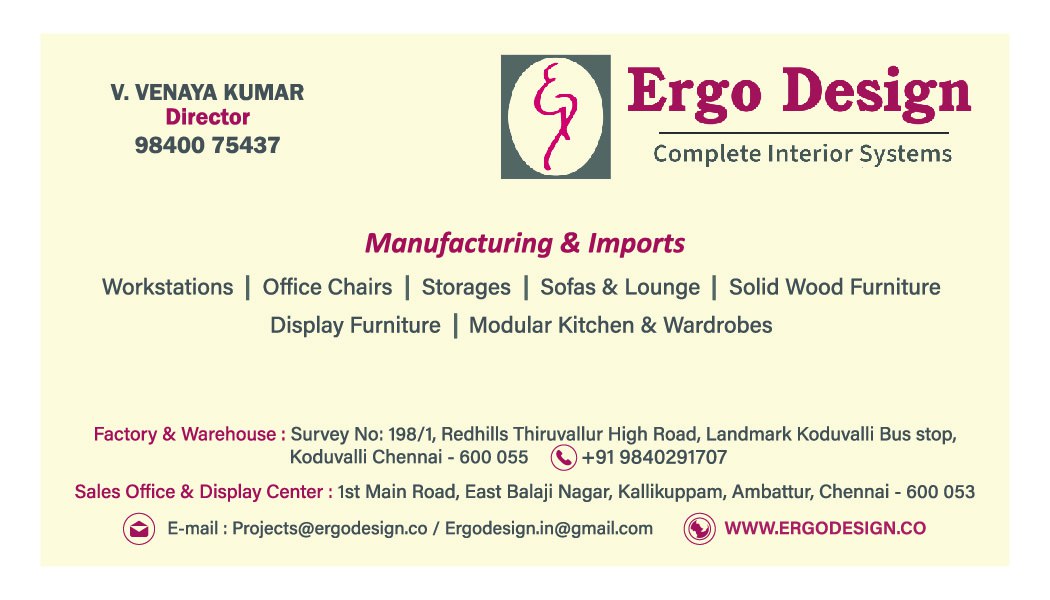 V. VENAYA KUMAR
Director
98400 75437
Ergo Design
Complete Interior Systems
Manufacturing & Imports
Workstations | Office Chairs | Storages | Sofas & Lounge | Solid Wood Furniture
Display Furniture | Modular Kitchen & Wardrobes
Factory & Warehouse : Survey No: 198/1, Redhills Thiruvallur High Road, Landmark Koduvalli Bus stop,
Koduvalli Chennai - 600 055 +91 9840291707
Sales Office & Display Center : 1st Main Road, East Balaji Nagar, Kallikuppam, Ambattur, Chennai - 600 053
E-mail : Projects@ergodesign.co / Ergodesign.in@gmail.com WWW.ERGODESIGN.CO